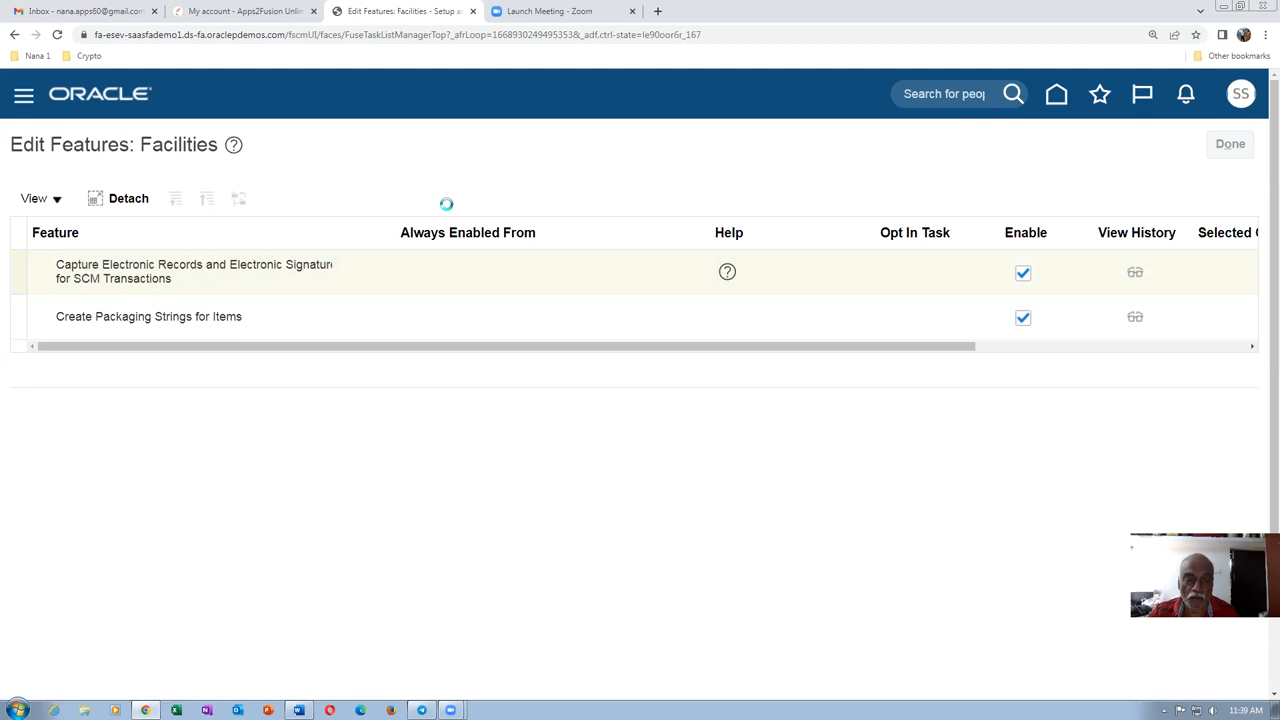 Inbox - nana.apps60@gmail.com
My account - Apps2Fusion Unlim
Edit Features: Facilities - Setup a
Launch Meeting - Zoom
fa-esev-saasfademo1.ds-fa.oraclepdemos.com/fscmUI/faces/FuseTaskListManagerTop?_afrLoop=1668930249495353&_adf.ctrl-state=le90oor6r_167
Nana 1
Crypto
Other bookmarks
ORACLE
Search for peop
SS
Edit Features: Facilities
Done
View
Detach
Feature
Always Enabled From
Help
Opt In Task
Enable
View History
Selected
Capture Electronic Records and Electronic Signature
for SCM Transactions
Create Packaging Strings for Items
11:39 AM